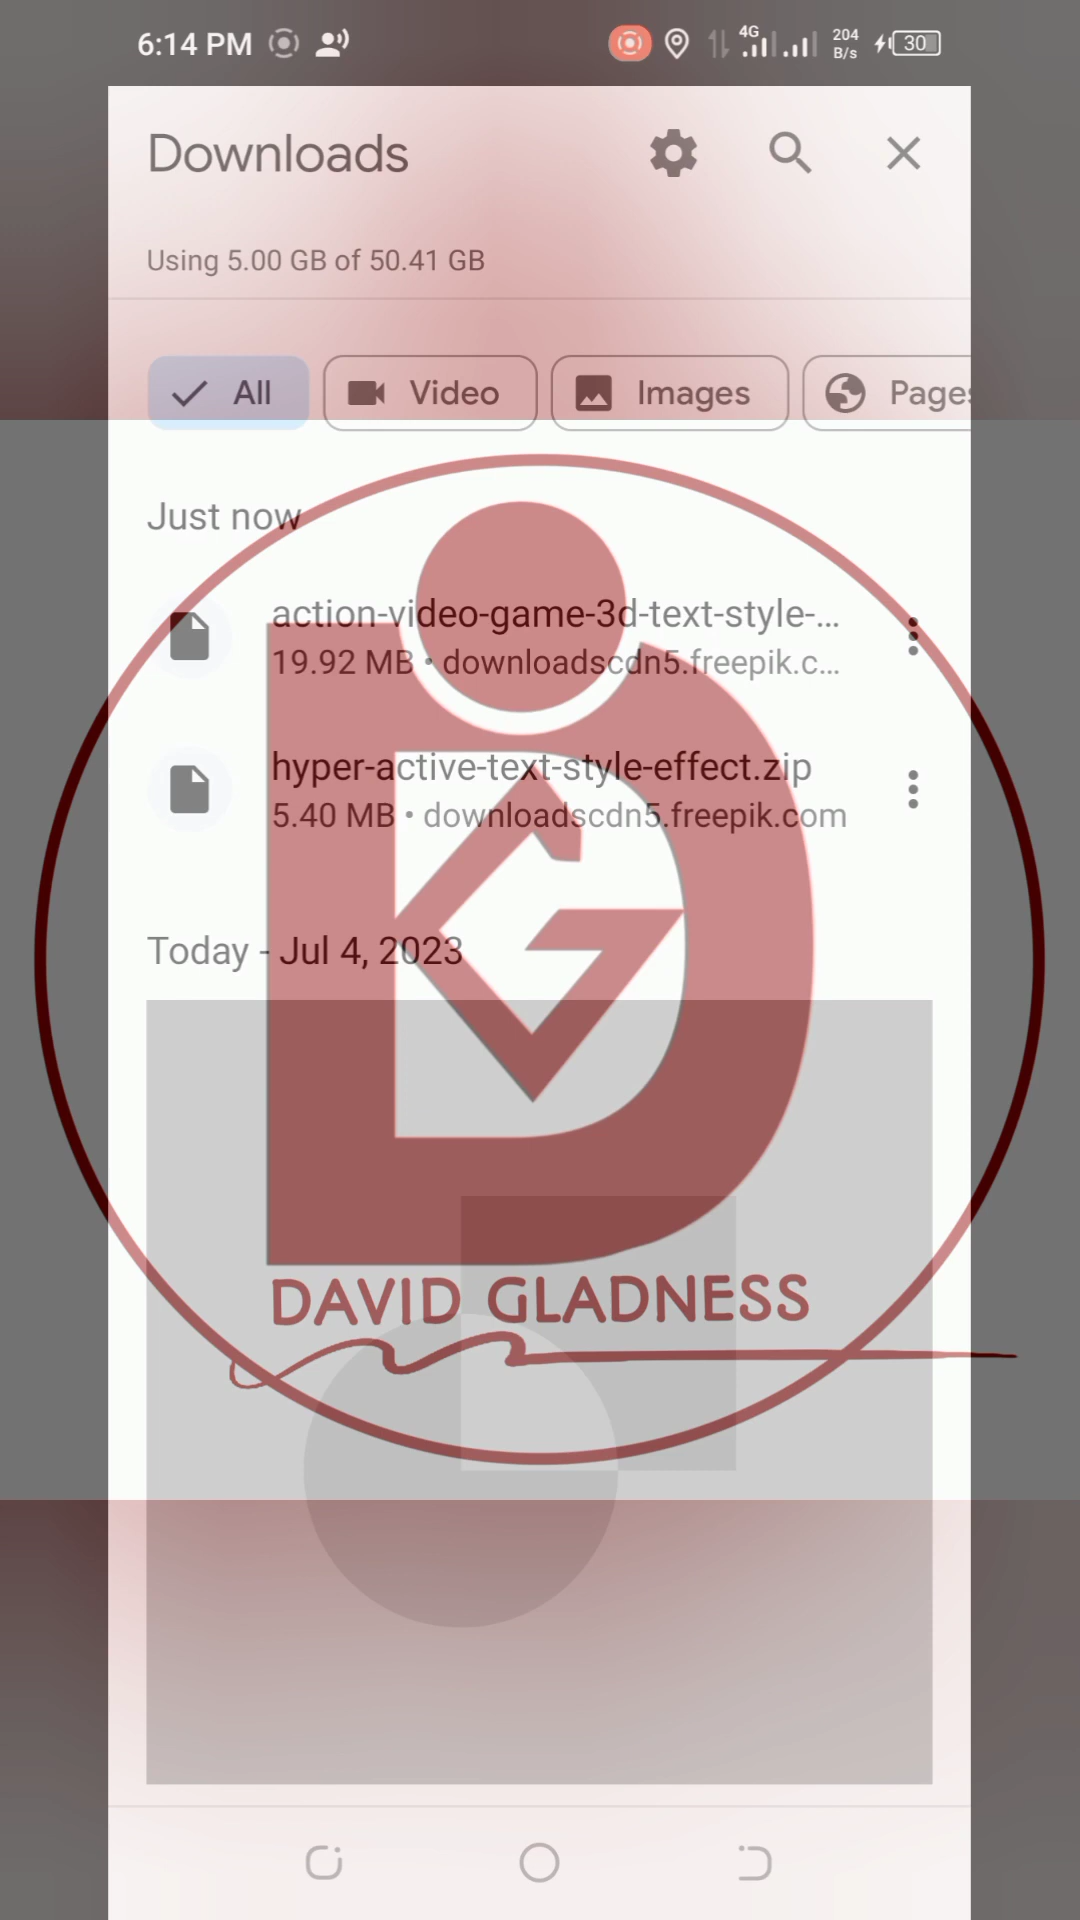 6:14 PM
4G
204
B/s
30
Downloads
Using 5.00 GB of 50.41 GB
All
Video
Images
Pages
Just now
action-video-game-3d-text-style-...
19.92 MB • downloadscdn5.freepik.c...
hyper-active-text-style-effect.zip
5.40 MB • downloadscdn5.freepik.com
Today - Jul 4, 2023
DAVID GLADNESS